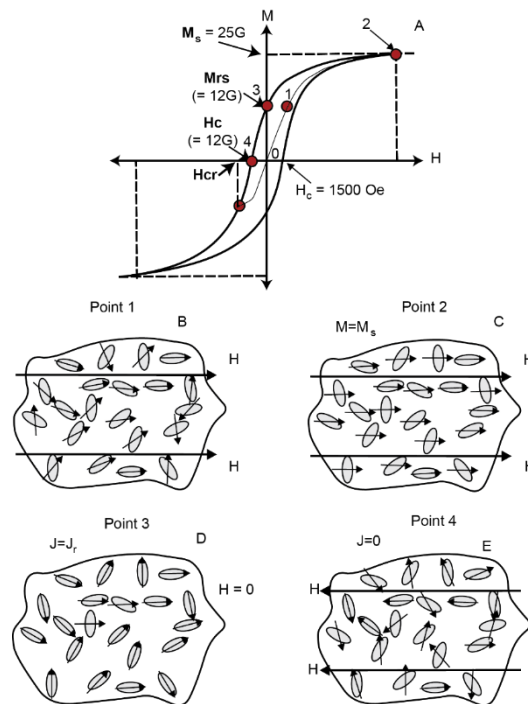 M
2
A
Mₛ = 25G
Mrs
(= 12G)
3
1
Hc
(= 12G)
4
0
H
Hcr
H꜀ = 1500 Oe
Point 1
B
H
H
Point 2
M=Mₛ
C
H
H
Point 3
J=Jᵣ
D
H = 0
Point 4
J=0
E
H
H